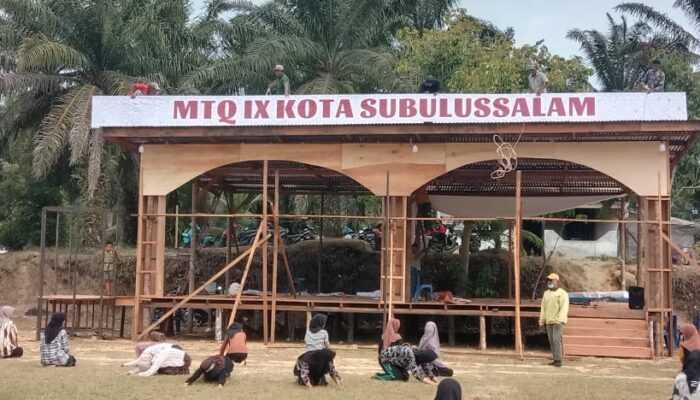 MTQ IX KOTA SUBULUSSALAM